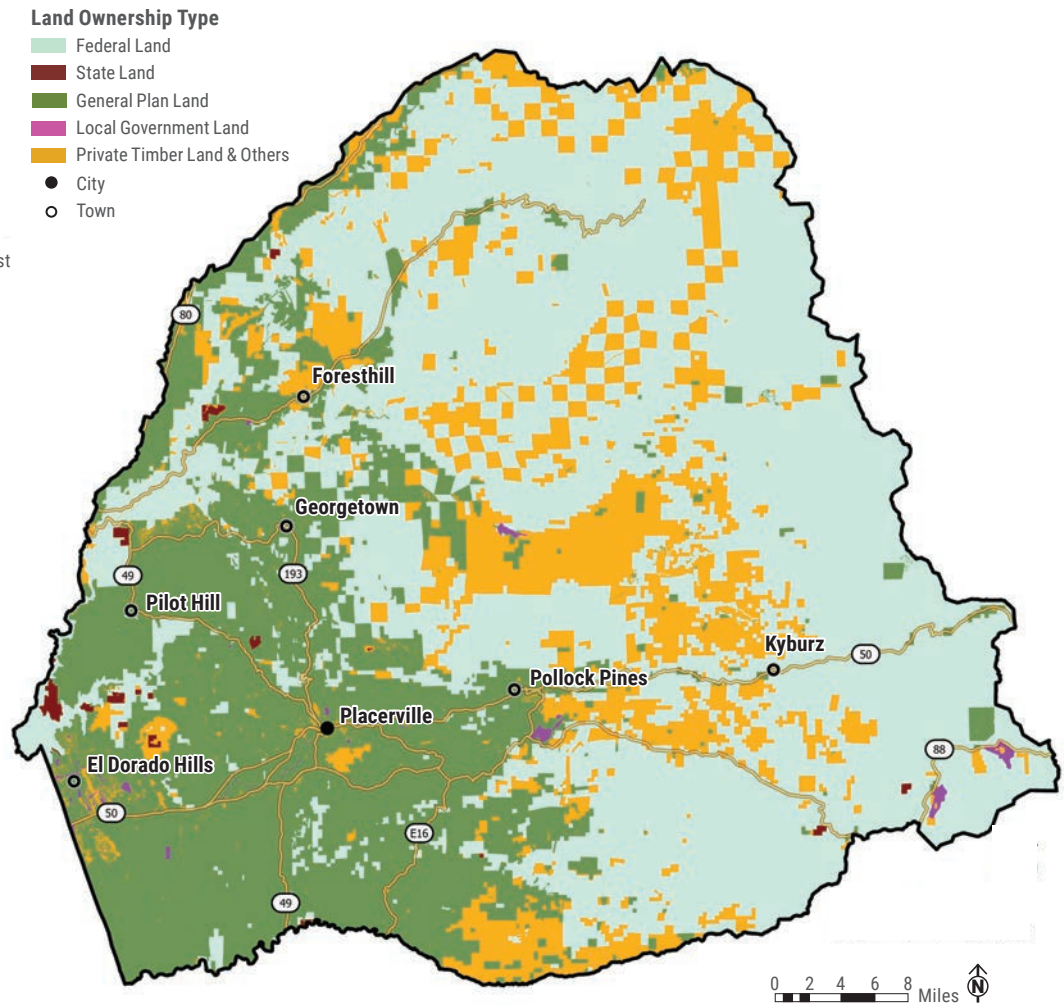 Land Ownership Type
Federal Land
State Land
General Plan Land
Local Government Land
Private Timber Land & Others
City
Town
st
80
Foresthill
Georgetown
49
193
Pilot Hill
Kyburz
50
Pollock Pines
Placerville
88
El Dorado Hills
50
E16
49
0 2 4 6 8 Miles N